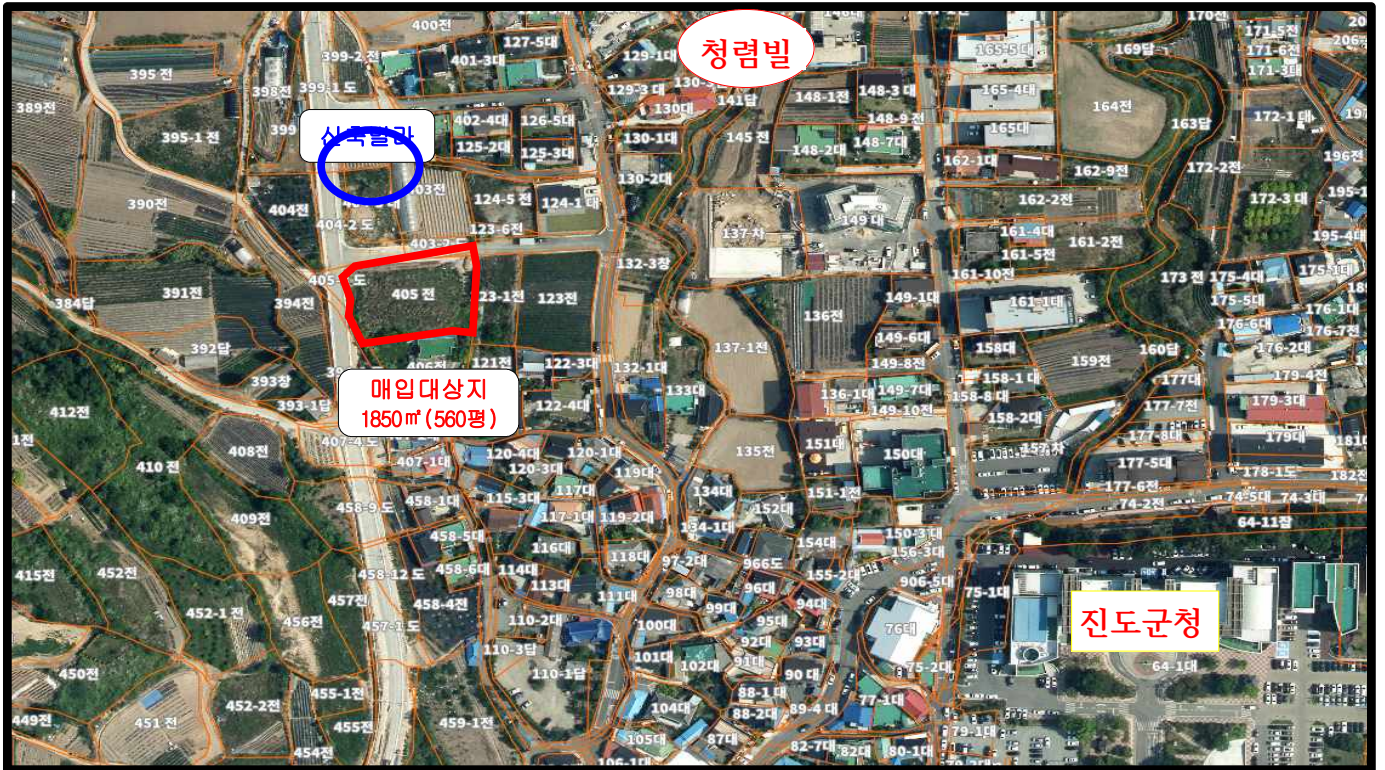 청렴빌
신축빌라
매입대상지
1850㎡(560평)
진도군청
400전
170전
399-2전
127-5대
401-3대
129-1대
165-5 대
169답
171-5전
171-6전
171-3대
395 전
398전
399-1 도
129-3 대
130대
141답
148-1전
148-3 대
165-4대
164전
389전
395-1 전
399
402-4대
126-5대
130-1대
145 전
148-9 전
165대
163답
172-1 대
125-2대
125-3대
148-2대
148-7대
162-1대
162-9전
172-2전
196전
390전
404전
403전
124-5 전
124-1 대
130-2대
162-2전
172-3 대
404-2 도
123-6전
137-차
149 대
161-4대
161-5전
161-2전
195-4대
403-2 도
132-3창
161-10전
173 전
175-4대
175-1대
384답
391전
394전
405 전
23-1전
123전
136전
149-1대
161-1대
175-5대
176-1대
176-6대
176-7전
392답
406전
121전
122-3대
132-1대
137-1전
149-6대
149-8전
158대
159전
160답
176-2대
393창
393-1답
122-4대
133대
136-1대
149-7대
149-10전
158-1 대
158-8 대
158-2대
177대
177-7전
179-4전
179-3대
412전
407-4 도
408전
407-1대
120-4대
120-3대
120-1대
119대
135전
151대
150대
157차
177-8대
177-5대
179대
178-1도
182전
410 전
409전
458-9 도
458-1대
115-3대
117대
117-1대
119-2대
134대
134-1대
152대
151-1전
177-6전
74-2전
74-5대
74-3대
64-11잡
458-5대
116대
118대
97-2대
966도
154대
150-3 대
156-3대
415전
452전
458-12 도
458-6대
114대
113대
111대
98대
96대
155-2대
906-5대
75-1대
452-1 전
456전
457전
457-1 도
458-4전
110-2대
100대
99대
95대
94대
76대
110-3답
101대
92대
93대
450전
110-1답
102대
91대
90 대
75-2대
64-1대
455-1전
452-2전
88-1 대
77-1대
449전
451 전
455전
459-1전
104대
88-2대
89-4 대
79-1대
454전
105대
87대
82-7대
82대
80-1대
106-1대